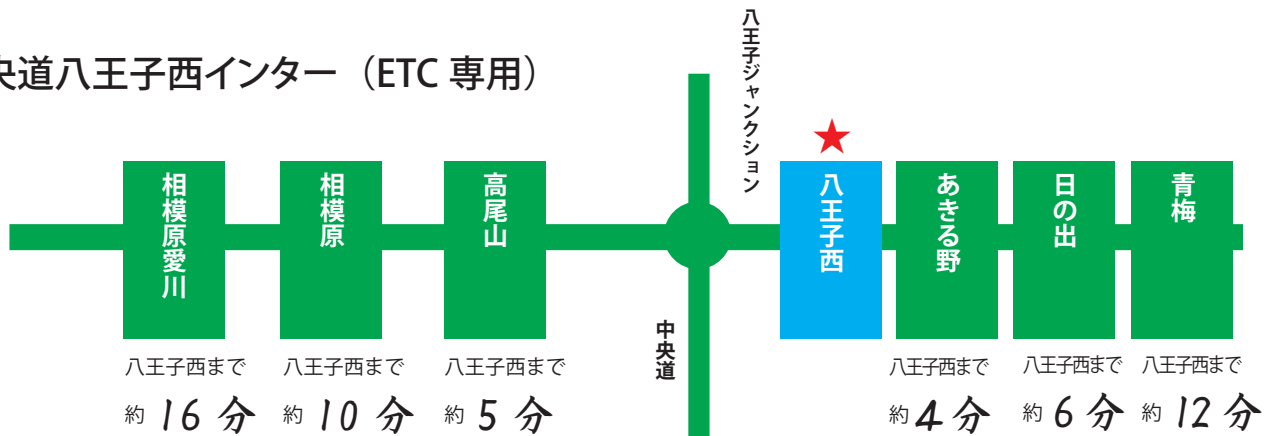 央道八王子西インター（ETC 専用）
八王子ジャンクション
相模原愛川
相模原
高尾山
八王子西
あきる野
日の出
青梅
中央道
八王子西まで
約 16 分
八王子西まで
約 10 分
八王子西まで
約 5 分
八王子西まで
約 4 分
八王子西まで
約 6 分
八王子西まで
約 12 分